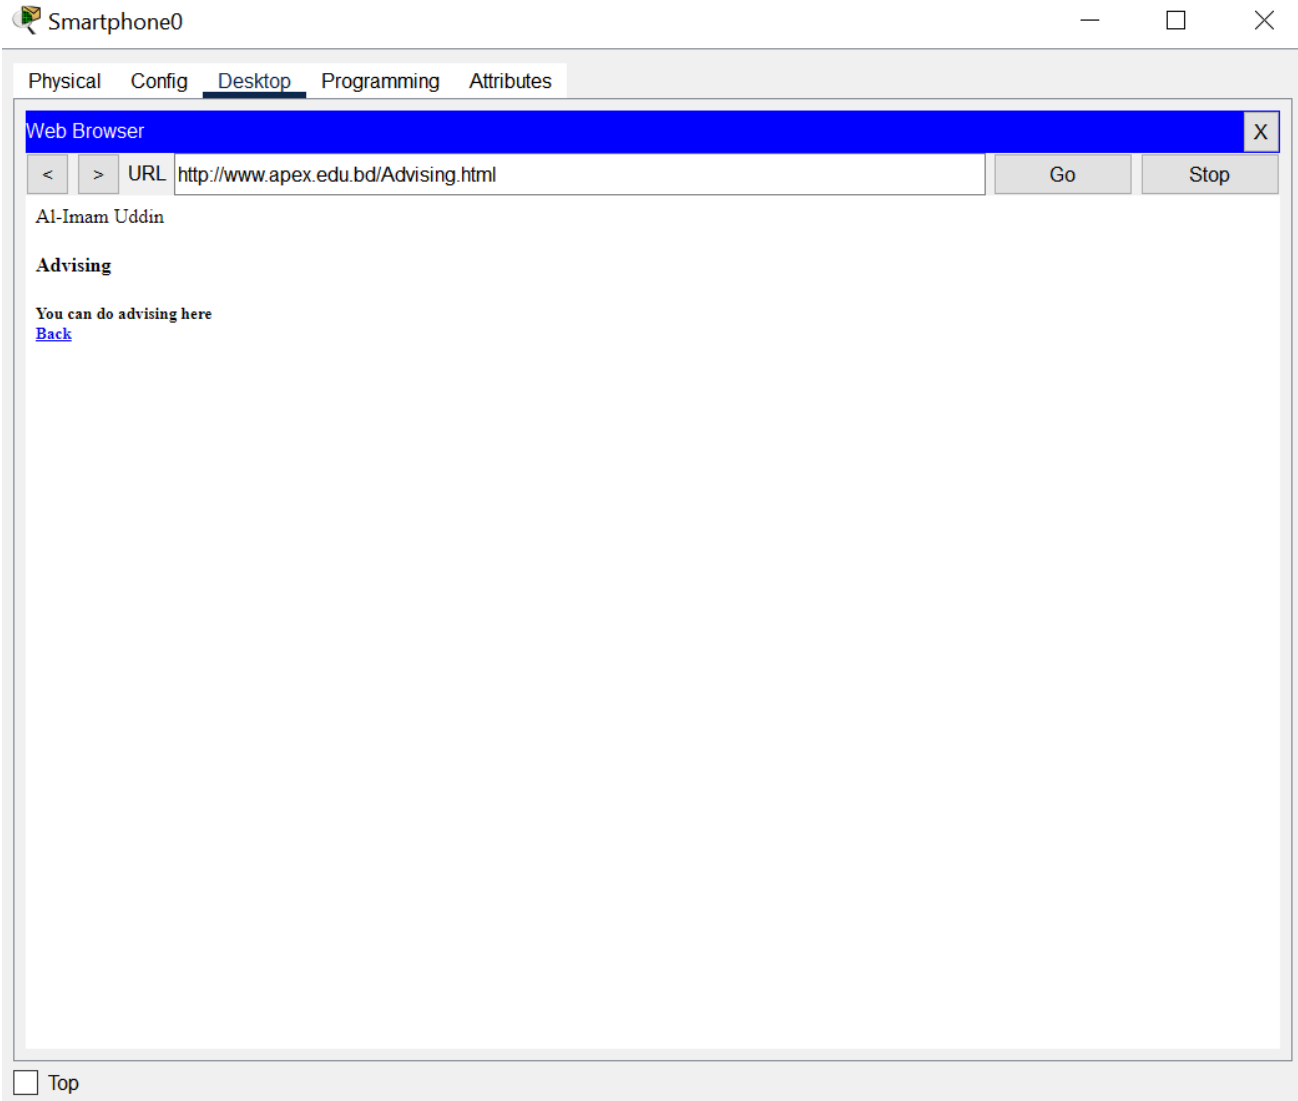 Smartphone0
Physical Config Desktop Programming Attributes
Web Browser X
< > URL http://www.apex.edu.bd/Advising.html Go Stop
Al-Imam Uddin
Advising
You can do advising here
Back
Top